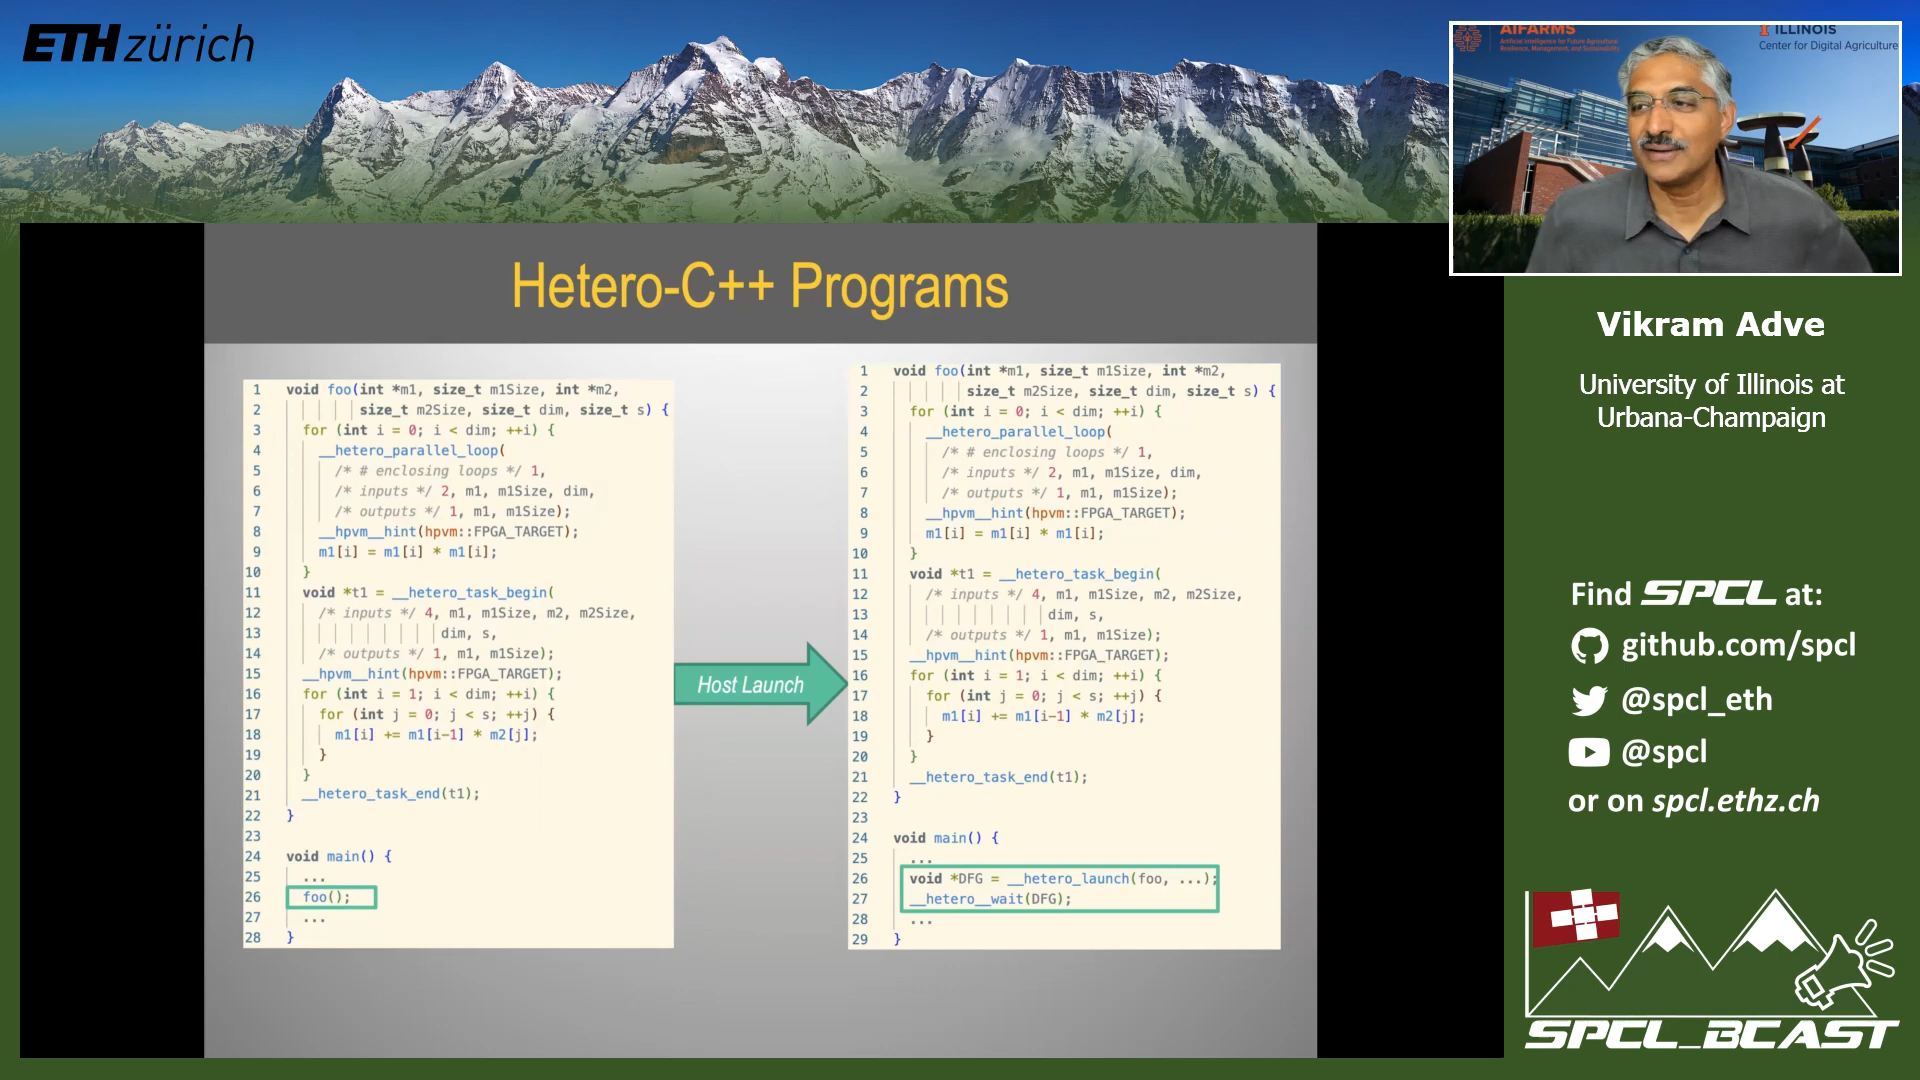 ETH zürich
AIFARMS
Artificial Intelligence for Future Agricultural
Resilience, Management, and Sustainability
ILLINOIS
Center for Digital Agriculture
Hetero-C++ Programs
1 void foo(int *m1, size_t m1Size, int *m2,
2 size_t m2Size, size_t dim, size_t s) {
3 for (int i = 0; i < dim; ++i) {
4 __hetero_parallel_loop(
5 /* # enclosing loops */ 1,
6 /* inputs */ 2, m1, m1Size, dim,
7 /* outputs */ 1, m1, m1Size);
8 __hpvm__hint(hpvm::FPGA_TARGET);
9 m1[i] = m1[i] * m1[i];
10 }
11 void *t1 = __hetero_task_begin(
12 /* inputs */ 4, m1, m1Size, m2, m2Size,
13 dim, s,
14 /* outputs */ 1, m1, m1Size);
15 __hpvm__hint(hpvm::FPGA_TARGET);
16 for (int i = 1; i < dim; ++i) {
17 for (int j = 0; j < s; ++j) {
18 m1[i] += m1[i-1] * m2[j];
19 }
20 }
21 __hetero_task_end(t1);
22 }
23
24 void main() {
25 ...
26 foo();
27 ...
28 }
Host Launch
1 void foo(int *m1, size_t m1Size, int *m2,
2 size_t m2Size, size_t dim, size_t s) {
3 for (int i = 0; i < dim; ++i) {
4 __hetero_parallel_loop(
5 /* # enclosing loops */ 1,
6 /* inputs */ 2, m1, m1Size, dim,
7 /* outputs */ 1, m1, m1Size);
8 __hpvm__hint(hpvm::FPGA_TARGET);
9 m1[i] = m1[i] * m1[i];
10 }
11 void *t1 = __hetero_task_begin(
12 /* inputs */ 4, m1, m1Size, m2, m2Size,
13 dim, s,
14 /* outputs */ 1, m1, m1Size);
15 __hpvm__hint(hpvm::FPGA_TARGET);
16 for (int i = 1; i < dim; ++i) {
17 for (int j = 0; j < s; ++j) {
18 m1[i] += m1[i-1] * m2[j];
19 }
20 }
21 __hetero_task_end(t1);
22 }
23
24 void main() {
25 ...
26 void *DFG = __hetero_launch(foo, ...);
27 __hetero__wait(DFG);
28 ...
29 }
Vikram Adve
University of Illinois at
Urbana-Champaign
Find SPCL at:
github.com/spcl
@spcl_eth
@spcl
or on spcl.ethz.ch
SPCL_BCAST